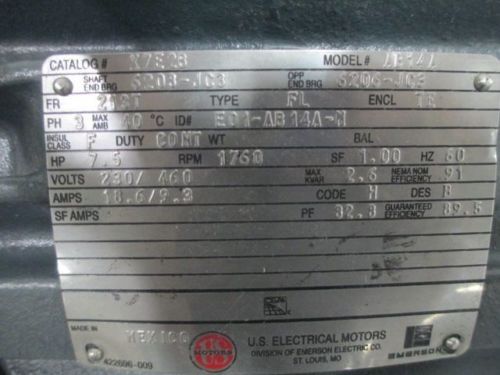 CATALOG # X7E2B MODEL# AB14A
SHAFT END BRG 6208-JC3 OPP END BRG 6206-JC3
FR 213T TYPE FL ENCL TE
PH 3 MAX AMB 40 °C ID# E01-AB14A-M
INSUL CLASS F DUTY CONT WT BAL
HP 7.5 RPM 1760 SF 1.00 HZ 60
VOLTS 230/460 MAX KVAR 2.6 NEMA NOM EFFICIENCY 91
AMPS 18.6/9.3 CODE H DES B
SF AMPS PF 82.8 GUARANTEED EFFICIENCY 89.5
MADE IN MEXICO
US MOTORS
U.S. ELECTRICAL MOTORS
DIVISION OF EMERSON ELECTRIC CO.
ST. LOUIS, MO
EMERSON
422696-009